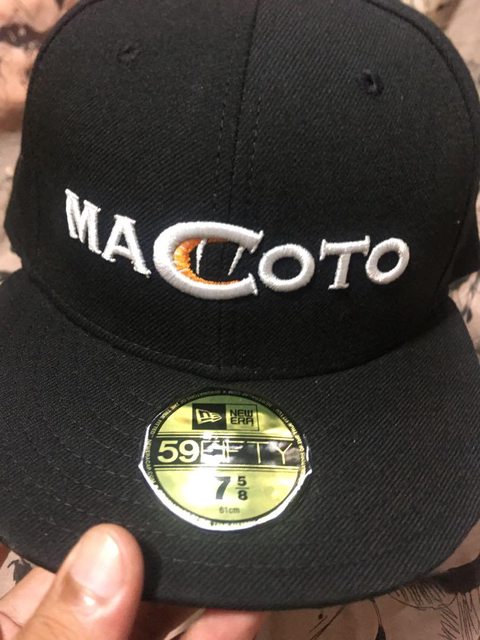 MACOTO
NEW ERA
59FIFTY
7 5/8
61cm